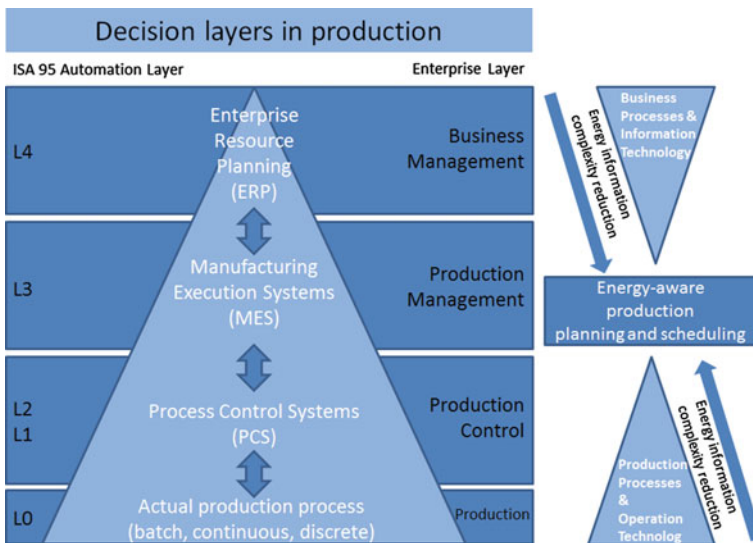 Decision layers in production
ISA 95 Automation Layer
Enterprise Layer
L4
Enterprise
Resource
Planning
(ERP)
Business
Management
L3
Manufacturing
Execution Systems
(MES)
Production
Management
L2
L1
Process Control Systems
(PCS)
Production
Control
L0
Actual production process
(batch, continuous, discrete)
Production
Energy information
complexity reduction
Business
Processes &
Information
Technology
Energy-aware
production
planning and scheduling
Production
Processes
&
Operation
Technolog
Energy information
complexity reduction